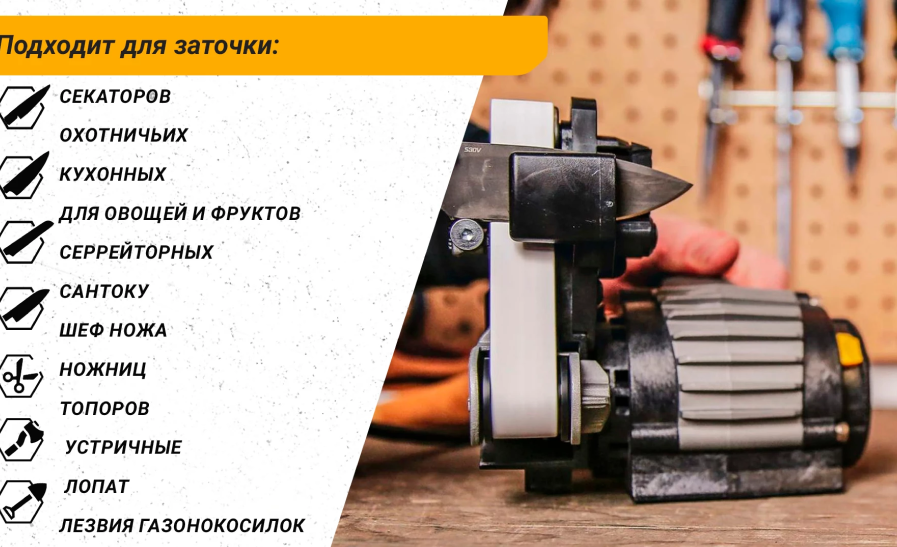 Подходит для заточки:
СЕКАТОРОВ
ОХОТНИЧЬИХ
КУХОННЫХ
ДЛЯ ОВОЩЕЙ И ФРУКТОВ
СЕРРЕЙТОРНЫХ
САНТОКУ
ШЕФ НОЖА
НОЖНИЦ
ТОПОРОВ
УСТРИЧНЫЕ
ЛОПАТ
ЛЕЗВИЯ ГАЗОНОКОСИЛОК
S30V